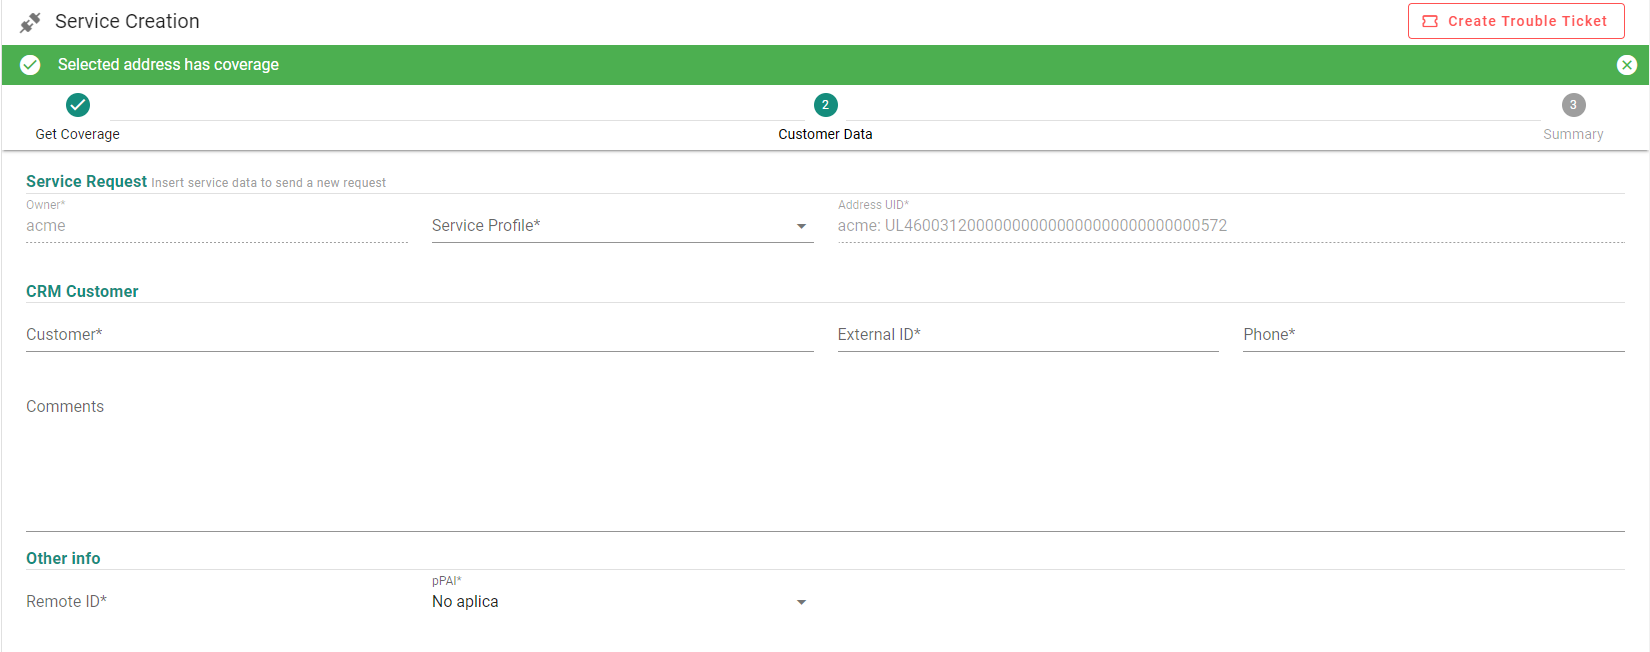 Service Creation
Create Trouble Ticket
Selected address has coverage
2
3
Get Coverage
Customer Data
Summary
Service Request Insert service data to send a new request
Owner*
Address UID*
acme
Service Profile*
acme: UL4600312000000000000000000000000000572
CRM Customer
Customer*
External ID*
Phone*
Comments
Other info
pPAI*
Remote ID*
No aplica